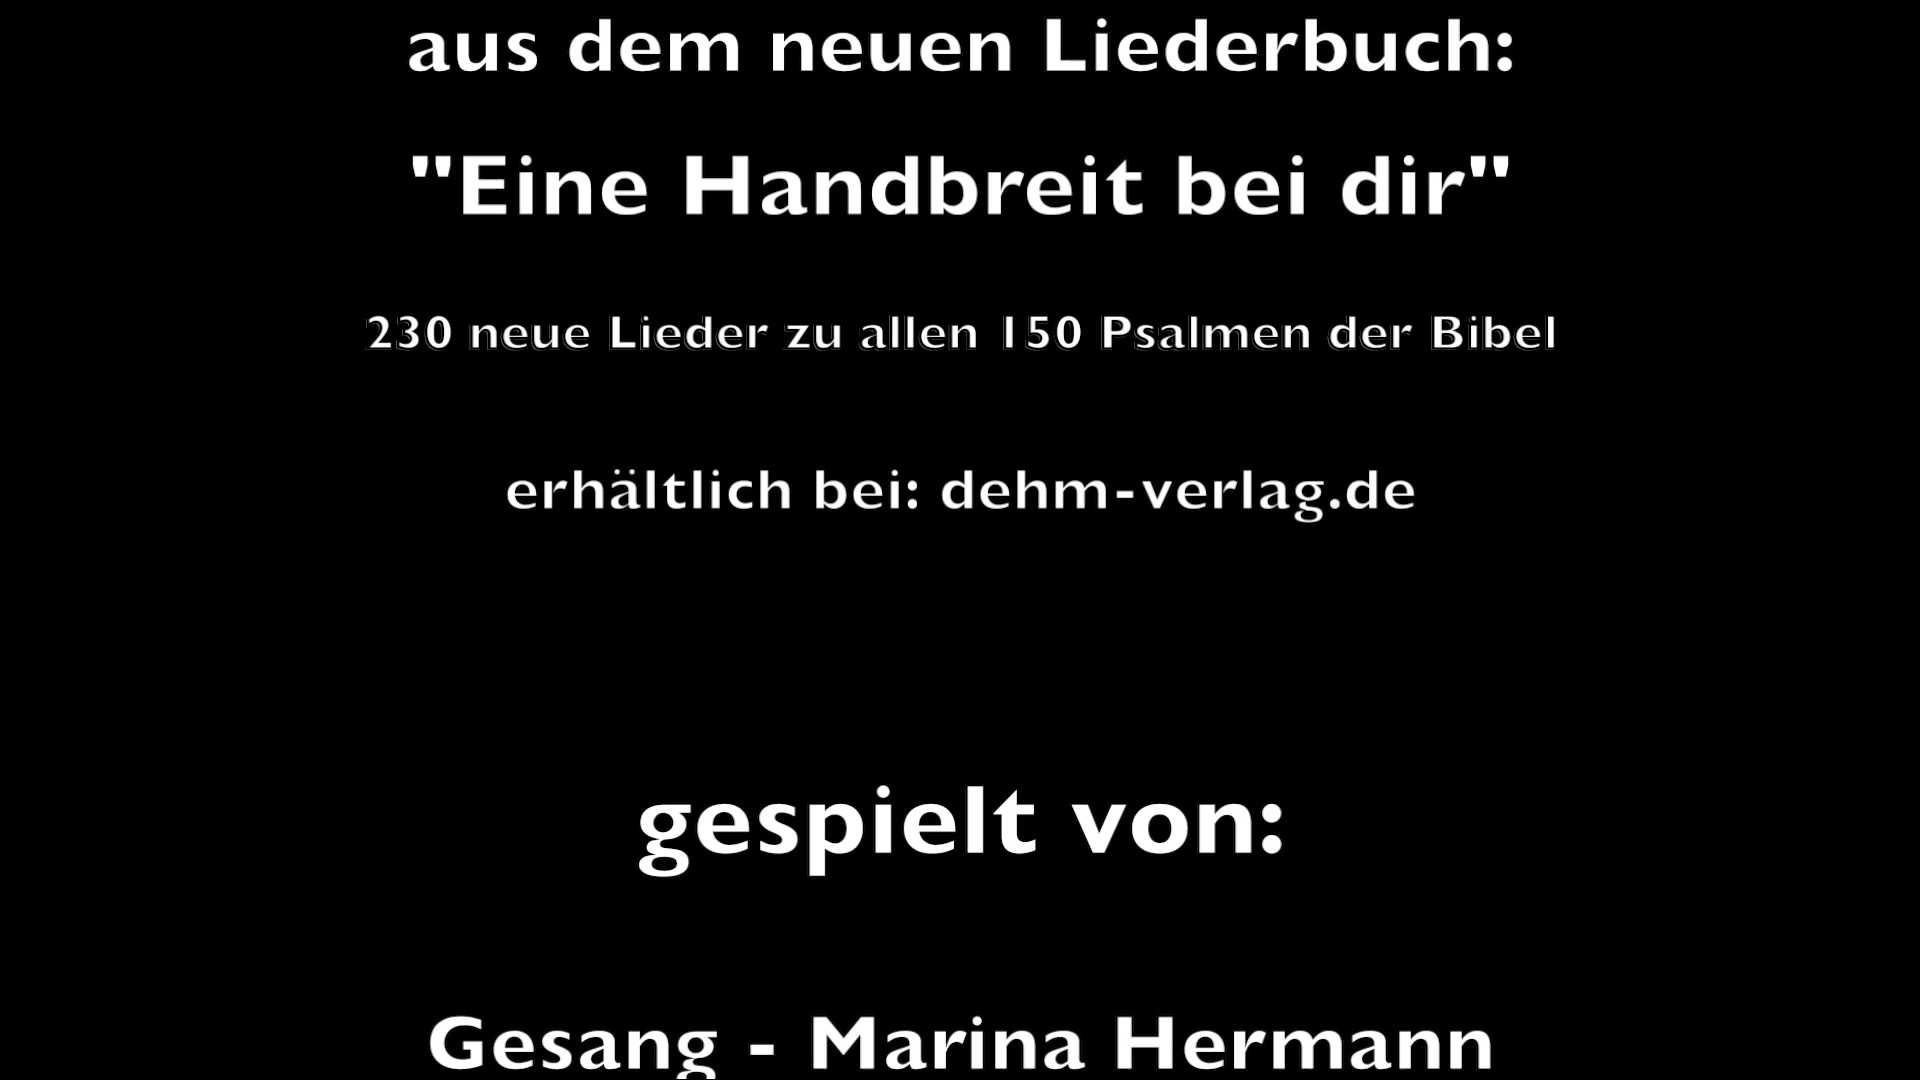 aus dem neuen Liederbuch:
"Eine Handbreit bei dir"
230 neue Lieder zu allen 150 Psalmen der Bibel
erhältlich bei: dehm-verlag.de
gespielt von:
Gesang - Marina Hermann